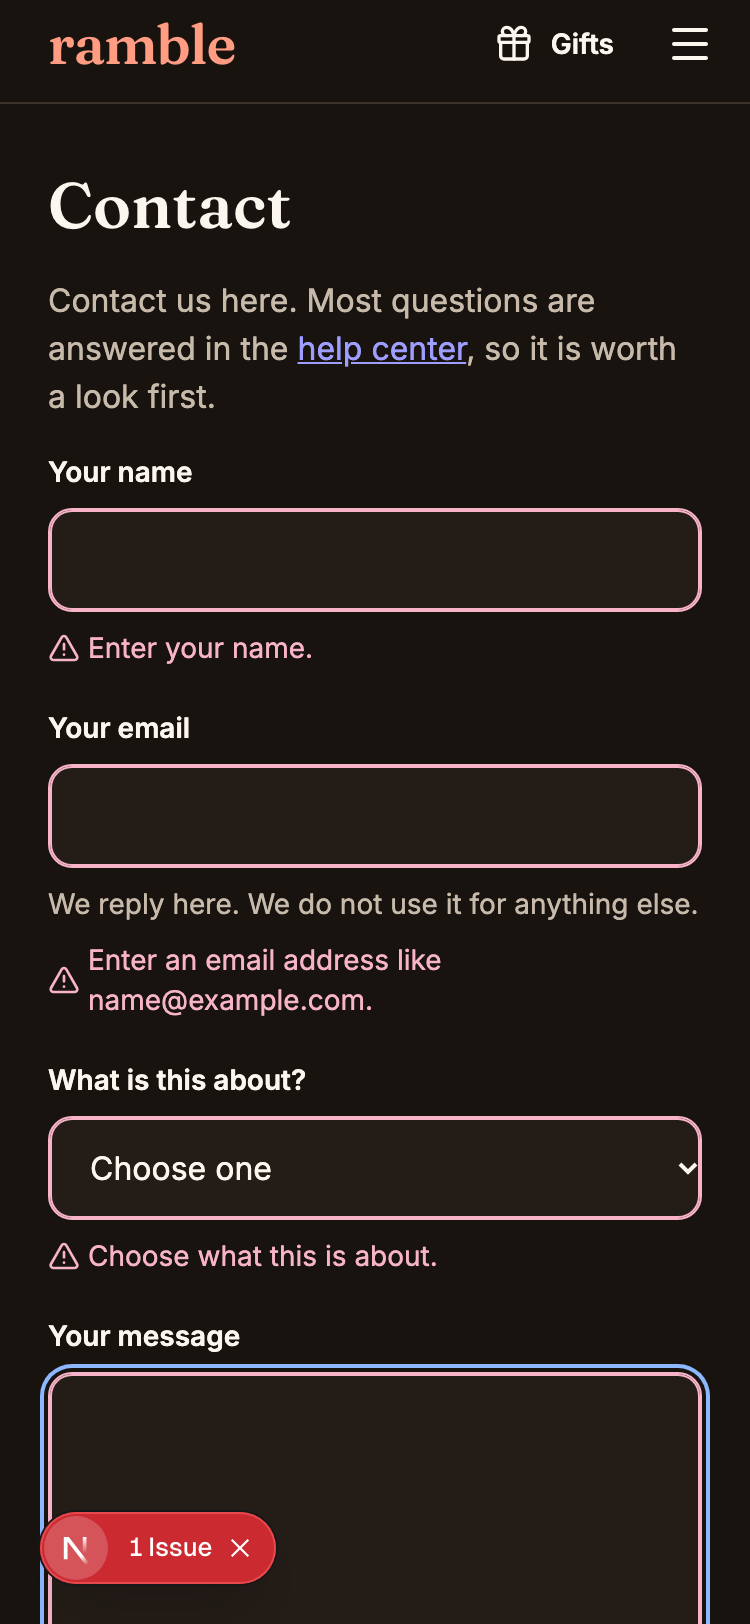 ramble
Gifts
Contact
Contact us here. Most questions are
answered in the help center, so it is worth
a look first.
Your name
Enter your name.
Your email
We reply here. We do not use it for anything else.
Enter an email address like
name@example.com.
What is this about?
Choose one
Choose what this is about.
Your message
N
1 Issue